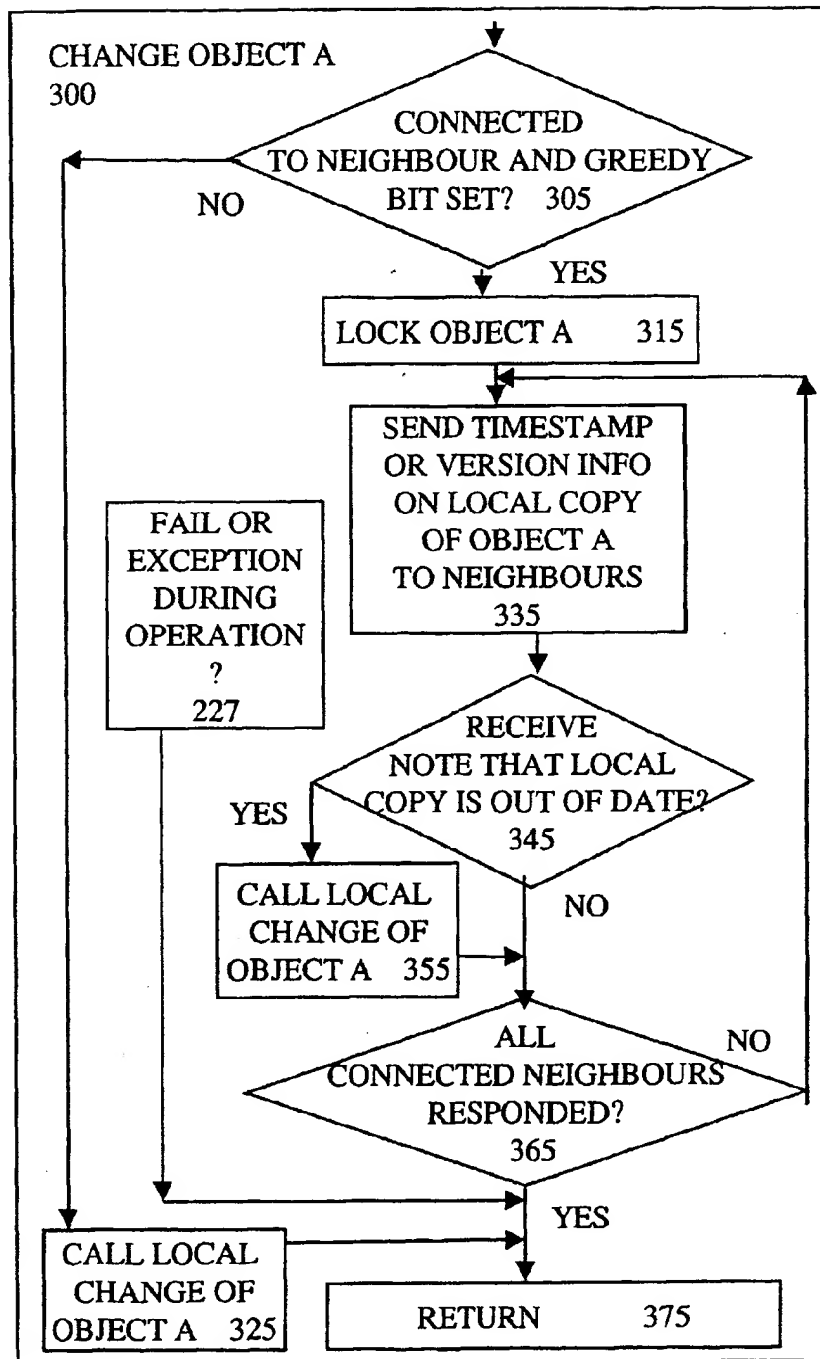 CHANGE OBJECT A
300
CONNECTED
TO NEIGHBOUR AND GREEDY
BIT SET? 305
NO
YES
LOCK OBJECT A 315
SEND TIMESTAMP
OR VERSION INFO
ON LOCAL COPY
OF OBJECT A
TO NEIGHBOURS
335
FAIL OR
EXCEPTION
DURING
OPERATION
?
227
RECEIVE
NOTE THAT LOCAL
COPY IS OUT OF DATE?
345
YES
NO
CALL LOCAL
CHANGE OF
OBJECT A 355
ALL
CONNECTED NEIGHBOURS
RESPONDED?
365
NO
YES
CALL LOCAL
CHANGE OF
OBJECT A 325
RETURN 375